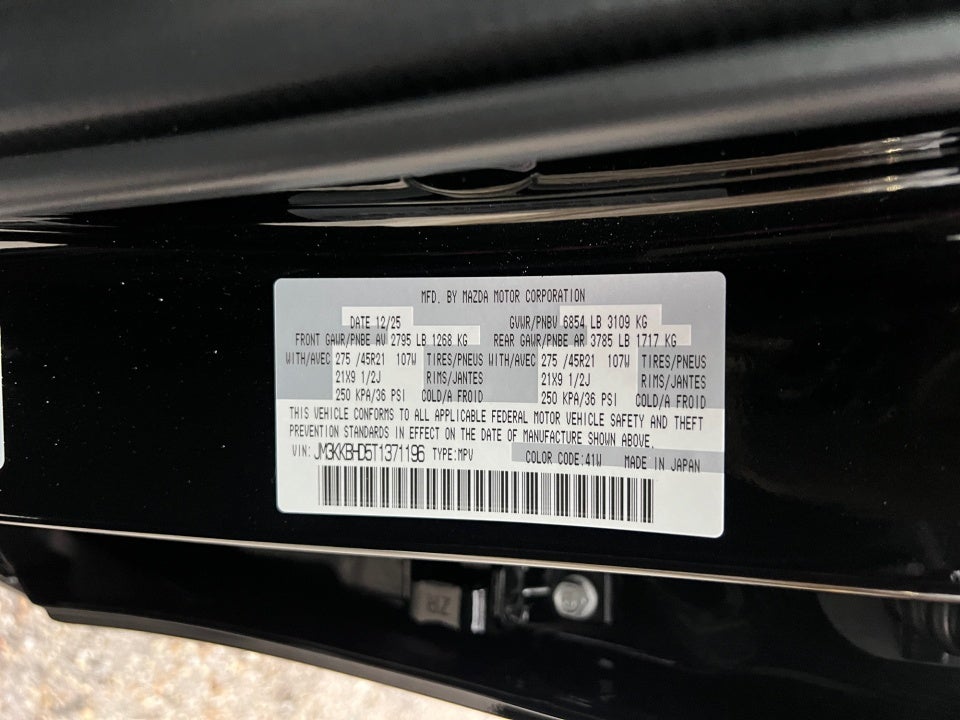 MFD. BY MAZDA MOTOR CORPORATION
DATE 12/25 GVWR/PNBV 6854 LB 3109 KG
FRONT GAWR/PNBE AV 2795 LB 1268 KG REAR GAWR/PNBE AR 3785 LB 1717 KG
WITH/AVEC 275 /45R21 107W TIRES/PNEUS WITH/AVEC 275 /45R21 107W TIRES/PNEUS
21X9 1/2J RIMS/JANTES 21X9 1/2J RIMS/JANTES
250 KPA/36 PSI COLD/A FROID 250 KPA/36 PSI COLD/A FROID
THIS VEHICLE CONFORMS TO ALL APPLICABLE FEDERAL MOTOR VEHICLE SAFETY AND THEFT
PREVENTION STANDARDS IN EFFECT ON THE DATE OF MANUFACTURE SHOWN ABOVE.
VIN: JM3KKBHD5T1371196 TYPE:MPV COLOR CODE:41W MADE IN JAPAN